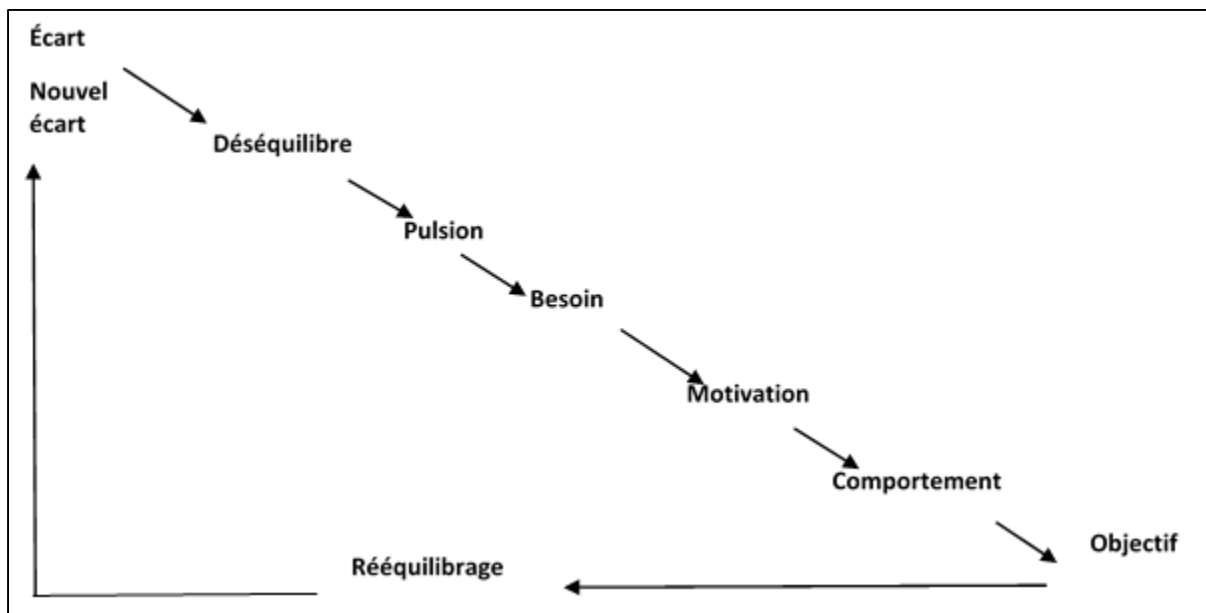 Écart
Nouvel
écart
Déséquilibre
Pulsion
Besoin
Motivation
Comportement
Objectif
Rééquilibrage